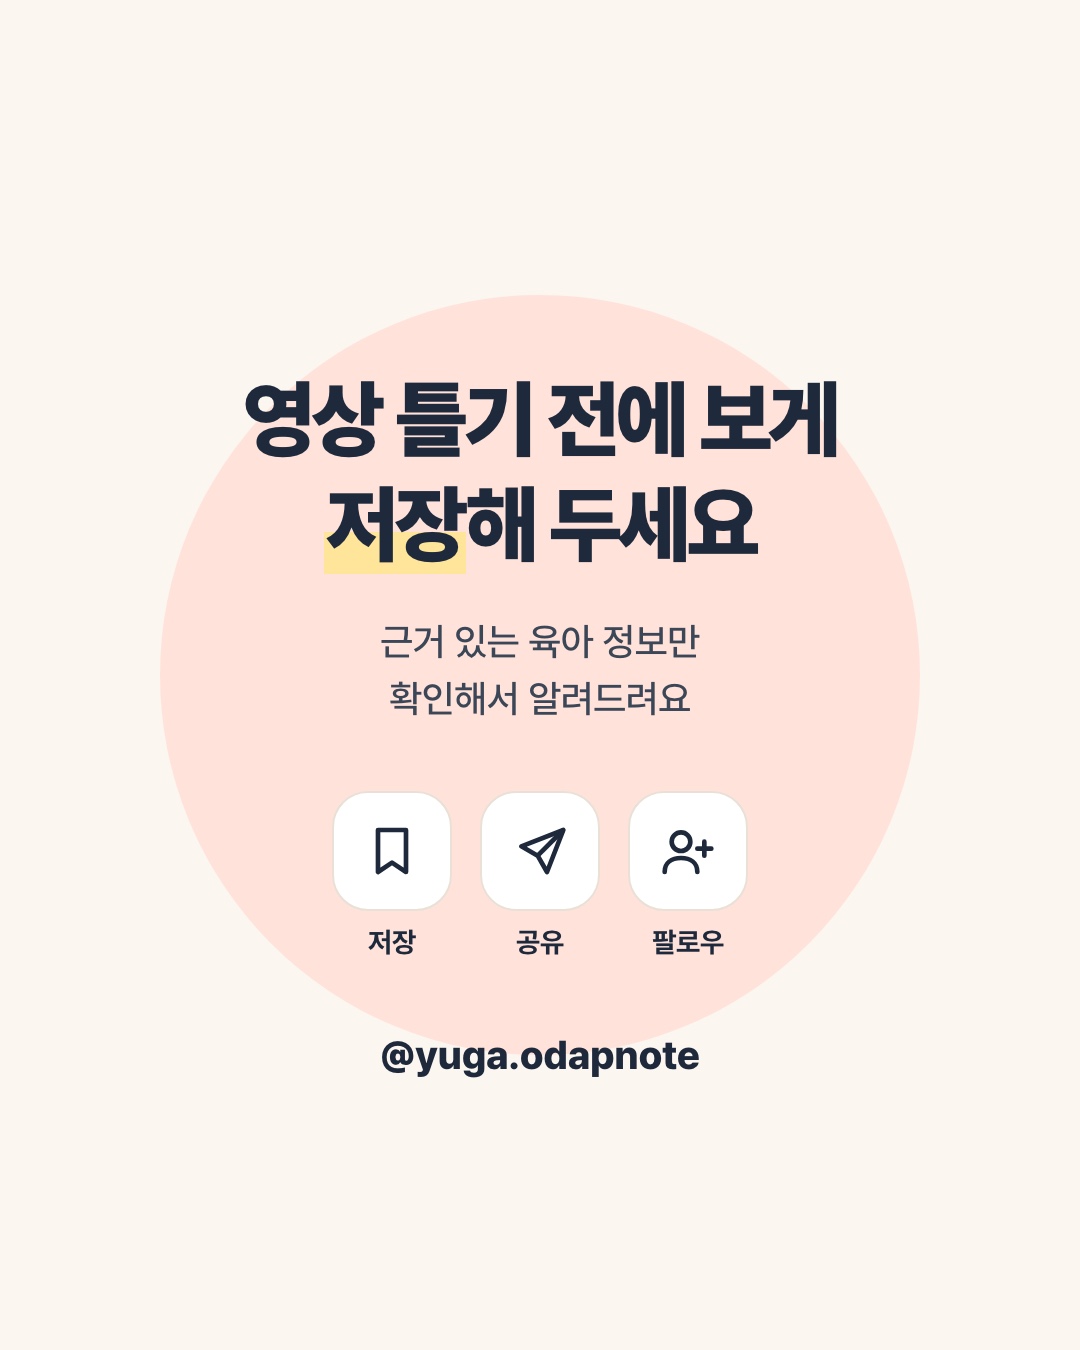 영상 틀기 전에 보게
저장해 두세요
근거 있는 육아 정보만
확인해서 알려드려요
저장 공유 팔로우
@yuga.odapnote